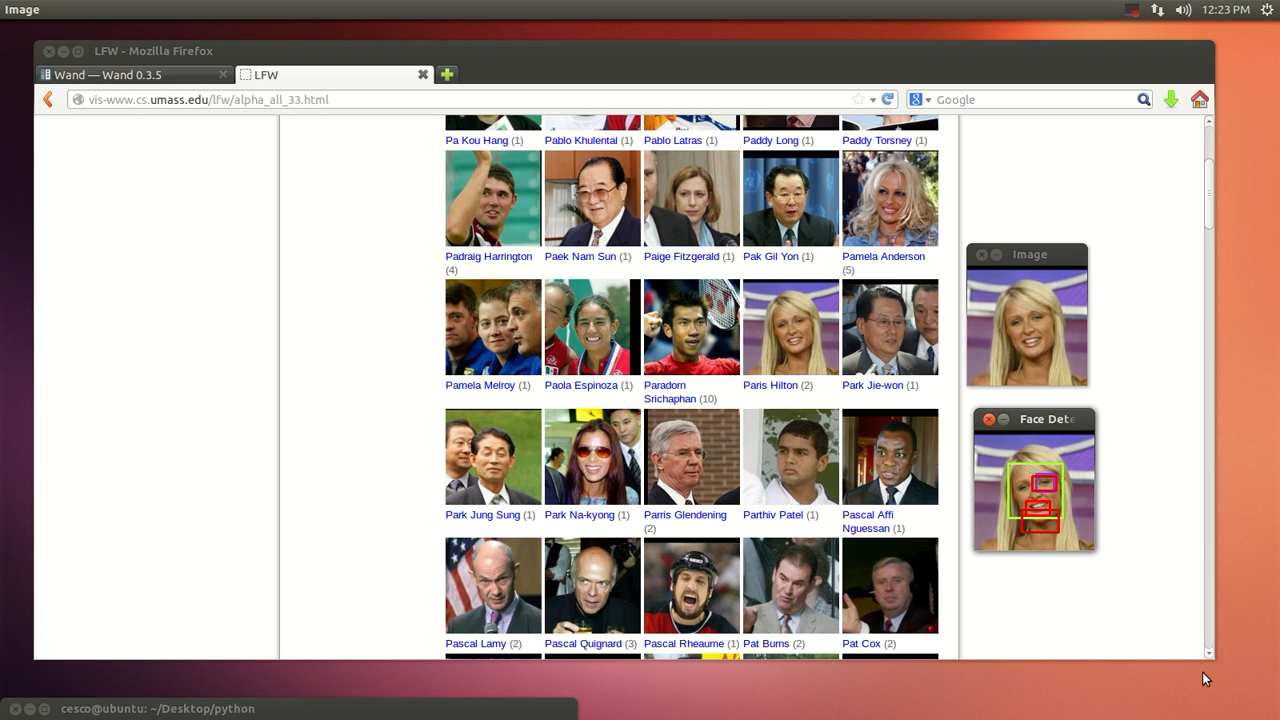 Image
12:23 PM
LFW - Mozilla Firefox
Wand — Wand 0.3.5
LFW
vis-www.cs.umass.edu/lfw/alpha_all_33.html
Google
Pa Kou Hang (1)
Pablo Khulental (1)
Pablo Latras (1)
Paddy Long (1)
Paddy Torsney (1)
Padraig Harrington
(4)
Paek Nam Sun (1)
Paige Fitzgerald (1)
Pak Gil Yon (1)
Pamela Anderson
(5)
Image
Pamela Melroy (1)
Paola Espinoza (1)
Paradorn
Srichaphan (10)
Paris Hilton (2)
Park Jie-won (1)
Face Dete
Park Jung Sung (1)
Park Na-kyong (1)
Parris Glendening
(2)
Parthiv Patel (1)
Pascal Affi
Nguessan (1)
Pascal Lamy (2)
Pascal Quignard (3)
Pascal Rheaume (1)
Pat Burns (2)
Pat Cox (2)
cesco@ubuntu: ~/Desktop/python